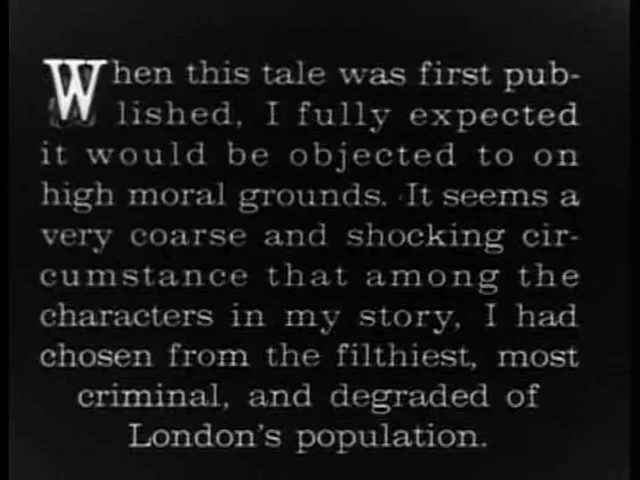 When this tale was first pub-
lished, I fully expected
it would be objected to on
high moral grounds. It seems a
very coarse and shocking cir-
cumstance that among the
characters in my story, I had
chosen from the filthiest, most
criminal, and degraded of
London's population.